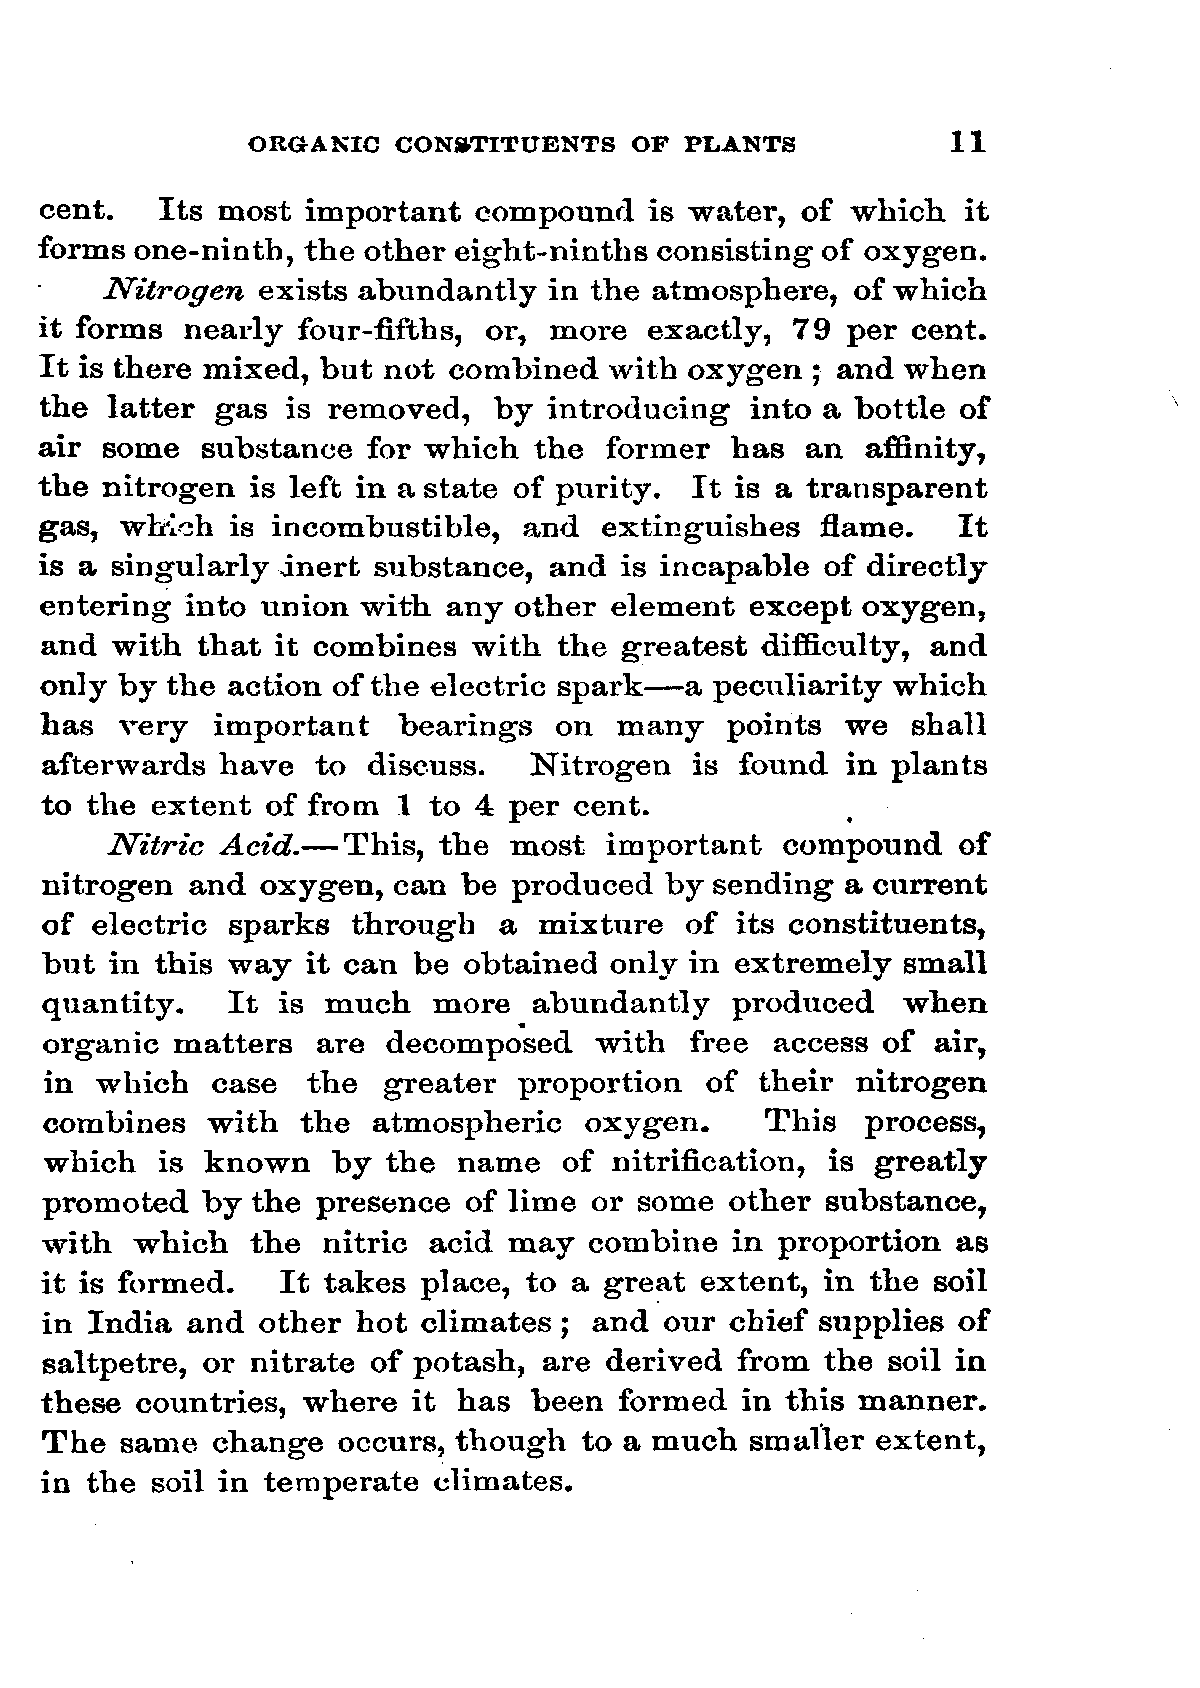 ORGANIC CONSTITUENTS OF PLANTS 11
cent. Its most important compound is water, of which it
forms one-ninth, the other eight-ninths consisting of oxygen.
Nitrogen exists abundantly in the atmosphere, of which
it forms nearly four-fifths, or, more exactly, 79 per cent.
It is there mixed, but not combined with oxygen ; and when
the latter gas is removed, by introducing into a bottle of
air some substance for which the former has an affinity,
the nitrogen is left in a state of purity. It is a transparent
gas, which is incombustible, and extinguishes flame. It
is a singularly inert substance, and is incapable of directly
entering into union with any other element except oxygen,
and with that it combines with the greatest difficulty, and
only by the action of the electric spark—a peculiarity which
has very important bearings on many points we shall
afterwards have to discuss. Nitrogen is found in plants
to the extent of from 1 to 4 per cent.
Nitric Acid.—This, the most important compound of
nitrogen and oxygen, can be produced by sending a current
of electric sparks through a mixture of its constituents,
but in this way it can be obtained only in extremely small
quantity. It is much more abundantly produced when
organic matters are decomposed with free access of air,
in which case the greater proportion of their nitrogen
combines with the atmospheric oxygen. This process,
which is known by the name of nitrification, is greatly
promoted by the presence of lime or some other substance,
with which the nitric acid may combine in proportion as
it is formed. It takes place, to a great extent, in the soil
in India and other hot climates ; and our chief supplies of
saltpetre, or nitrate of potash, are derived from the soil in
these countries, where it has been formed in this manner.
The same change occurs, though to a much smaller extent,
in the soil in temperate climates.